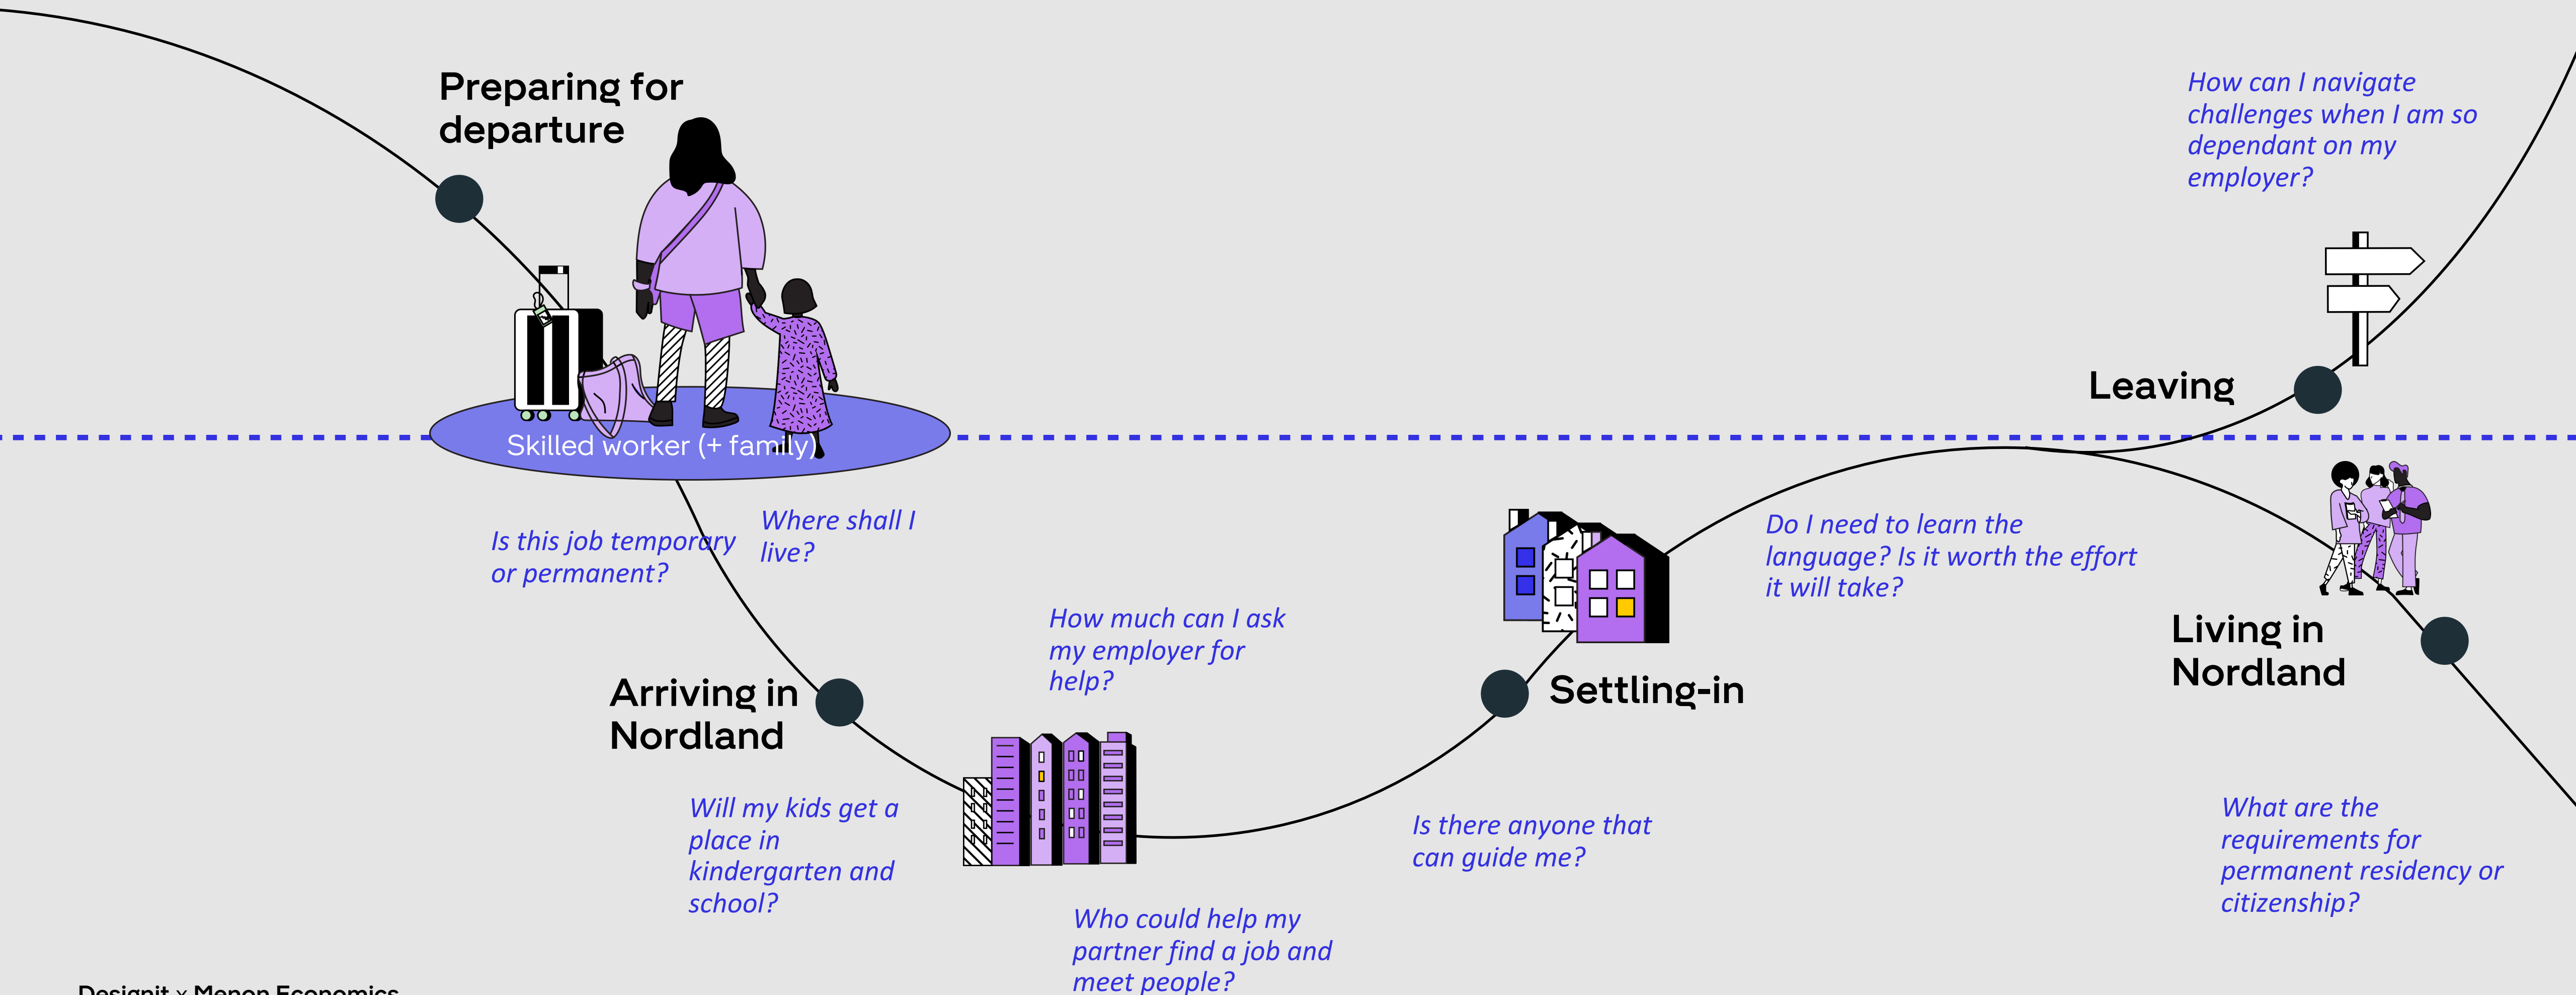 Preparing for
departure
Skilled worker (+ family)
Is this job temporary
or permanent?
Where shall I
live?
Arriving in
Nordland
How much can I ask
my employer for
help?
Will my kids get a
place in
kindergarten and
school?
Who could help my
partner find a job and
meet people?
Settling-in
Is there anyone that
can guide me?
Do I need to learn the
language? Is it worth the effort
it will take?
How can I navigate
challenges when I am so
dependant on my
employer?
Leaving
Living in
Nordland
What are the
requirements for
permanent residency or
citizenship?
Designit x Menon Economics